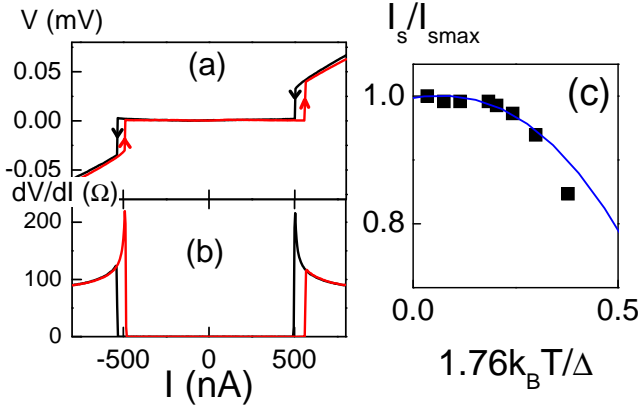 V (mV)
(a)
0.05
0.00
-0.05
dV/dI (Ω)
(b)
200
100
0
-500
0
500
I (nA)
I_s/I_smax
(c)
1.0
0.8
0.0
0.5
1.76k_BT/Δ